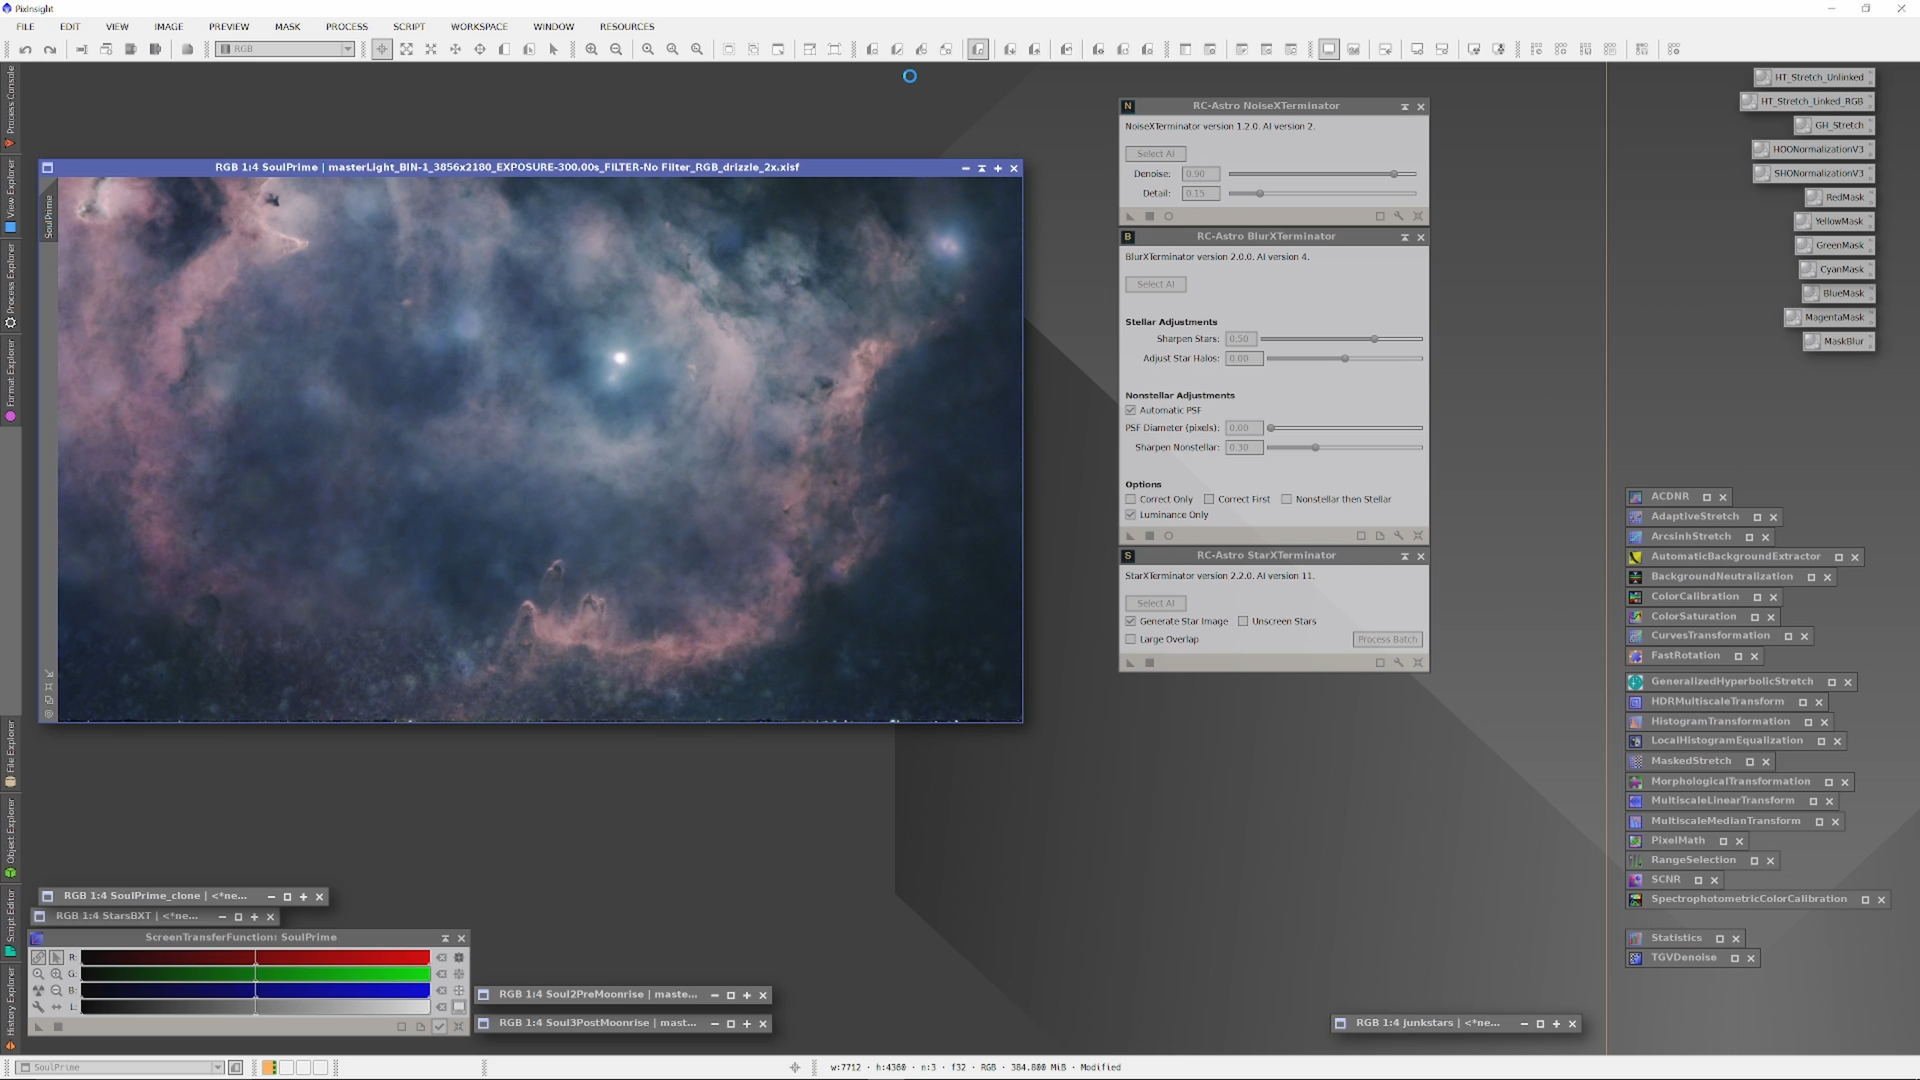 PixInsight
FILE EDIT VIEW IMAGE PREVIEW MASK PROCESS SCRIPT WORKSPACE WINDOW RESOURCES
RGB
Process Console
View Explorer
Process Explorer
Format Explorer
File Explorer
Object Explorer
Script Editor
History Explorer
RGB 1:4 SoulPrime | masterLight_BIN-1_3856x2180_EXPOSURE-300.00s_FILTER-No Filter_RGB_drizzle_2x.xisf
SoulPrime
N RC-Astro NoiseXTerminator
NoiseXTerminator version 1.2.0. AI version 2.
Select AI
Denoise: 0.90
Detail: 0.15
B RC-Astro BlurXTerminator
BlurXTerminator version 2.0.0. AI version 4.
Select AI
Stellar Adjustments
Sharpen Stars: 0.50
Adjust Star Halos: 0.00
Nonstellar Adjustments
Automatic PSF
PSF Diameter (pixels): 0.00
Sharpen Nonstellar: 0.30
Options
Correct Only Correct First Nonstellar then Stellar
Luminance Only
S RC-Astro StarXTerminator
StarXTerminator version 2.2.0. AI version 11.
Select AI
Generate Star Image Unscreen Stars
Large Overlap Process Batch
HT_Stretch_Unlinked
HT_Stretch_Linked_RGB
GH_Stretch
HOONormalizationV3
SHONormalizationV3
RedMask
YellowMask
GreenMask
CyanMask
BlueMask
MagentaMask
MaskBlur
ACDNR
AdaptiveStretch
ArcsinhStretch
AutomaticBackgroundExtractor
BackgroundNeutralization
ColorCalibration
ColorSaturation
CurvesTransformation
FastRotation
GeneralizedHyperbolicStretch
HDRMultiscaleTransform
HistogramTransformation
LocalHistogramEqualization
MaskedStretch
MorphologicalTransformation
MultiscaleLinearTransform
MultiscaleMedianTransform
PixelMath
RangeSelection
SCNR
SpectrophotometricColorCalibration
Statistics
TGVDenoise
RGB 1:4 SoulPrime_clone | <*ne...
RGB 1:4 StarsBXT | <*ne...
ScreenTransferFunction: SoulPrime
R:
G:
B:
L:
RGB 1:4 Soul2PreMoonrise | maste...
RGB 1:4 Soul3PostMoonrise | mast...
RGB 1:4 junkstars | <*ne...
SoulPrime
w:7712 · h:4360 · n:3 · f32 · RGB · 384.800 MiB · Modified